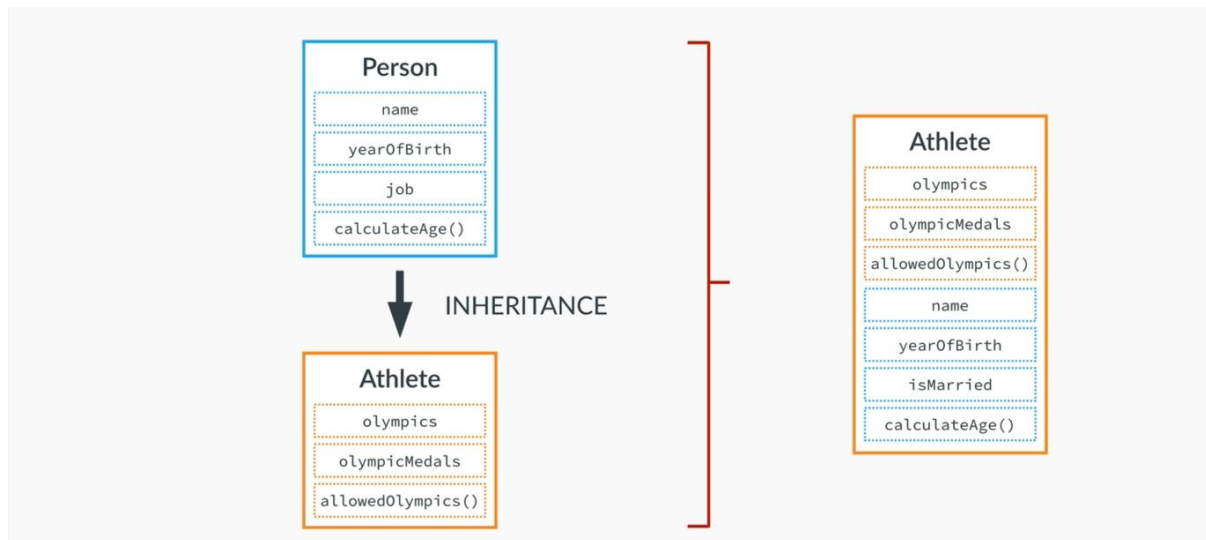 Person
name
yearOfBirth
job
calculateAge()
INHERITANCE
Athlete
olympics
olympicMedals
allowedOlympics()
Athlete
olympics
olympicMedals
allowedOlympics()
name
yearOfBirth
isMarried
calculateAge()